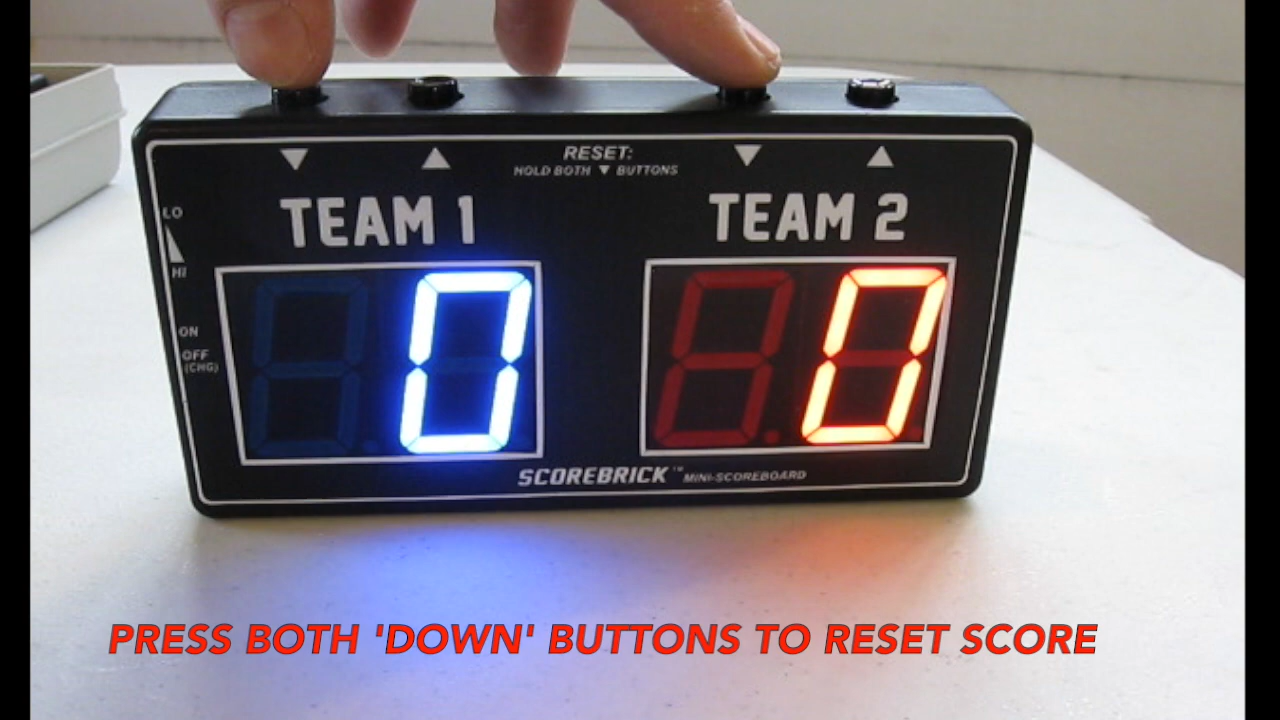 RESET:
HOLD BOTH ▼ BUTTONS
▼ ▲ ▼ ▲
TEAM 1 TEAM 2
LO
HI
ON
OFF
(CHG)
0 0
SCOREBRICK™ MINI-SCOREBOARD
PRESS BOTH 'DOWN' BUTTONS TO RESET SCORE